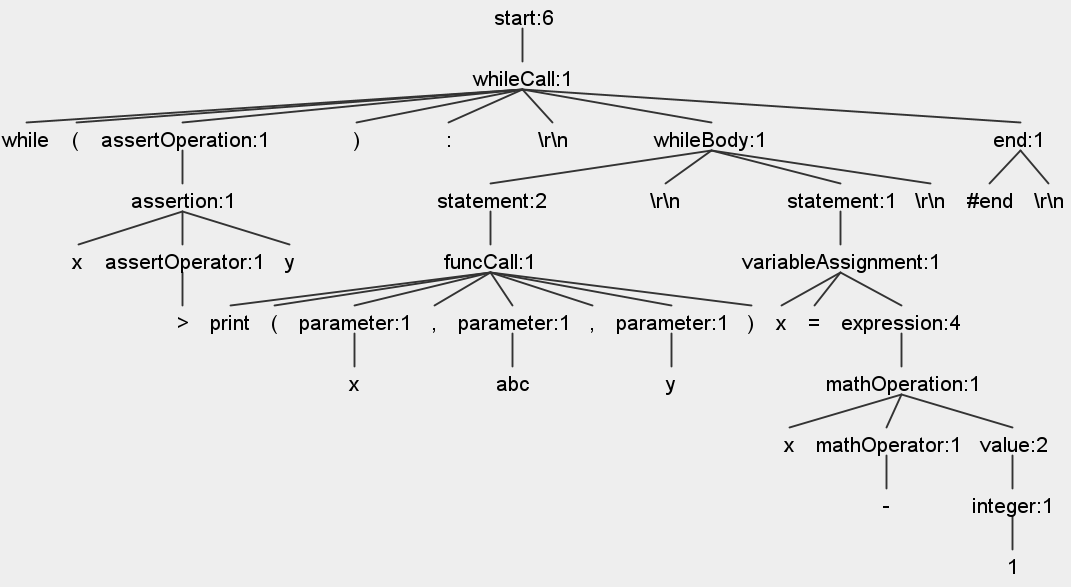 start:6
whileCall:1
while ( assertOperation:1 ) : \r\n whileBody:1 end:1
assertion:1 statement:2 \r\n statement:1 \r\n #end \r\n
x assertOperator:1 y funcCall:1 variableAssignment:1
> print ( parameter:1 , parameter:1 , parameter:1 ) x = expression:4
x abc y mathOperation:1
x mathOperator:1 value:2
- integer:1
1